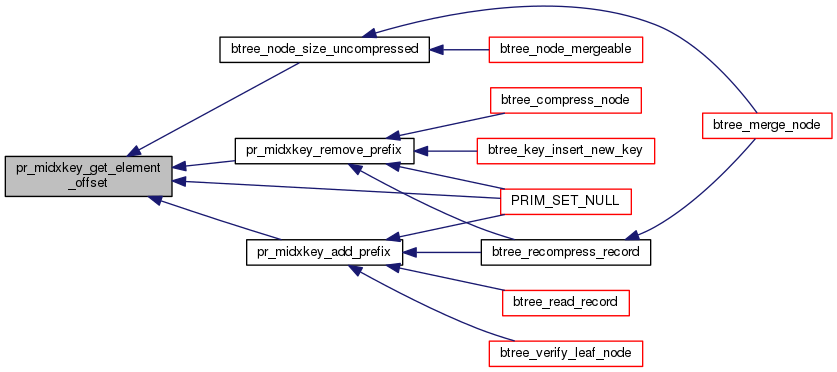 btree_node_size_uncompressed
btree_node_mergeable
btree_compress_node
btree_merge_node
pr_midxkey_remove_prefix
btree_key_insert_new_key
pr_midxkey_get_element
_offset
PRIM_SET_NULL
pr_midxkey_add_prefix
btree_recompress_record
btree_read_record
btree_verify_leaf_node